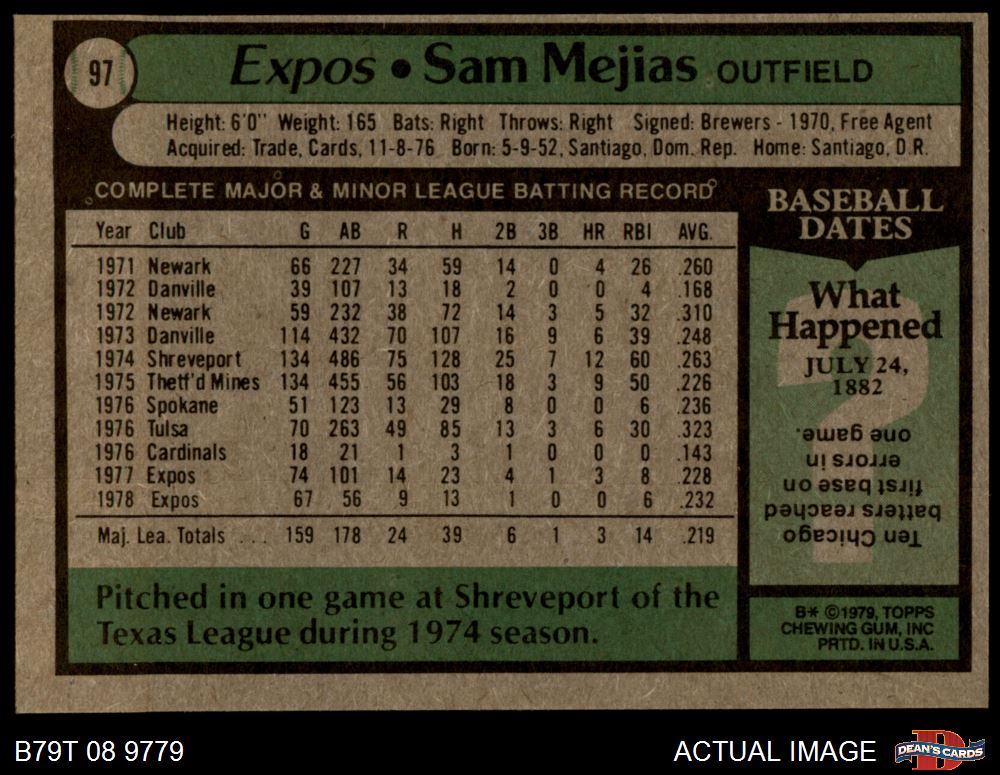 97
Expos • Sam Mejias OUTFIELD
Height: 6'0" Weight: 165 Bats: Right Throws: Right Signed: Brewers - 1970, Free Agent
Acquired: Trade, Cards, 11-8-76 Born: 5-9-52, Santiago, Dom. Rep. Home: Santiago, D.R.
COMPLETE MAJOR & MINOR LEAGUE BATTING RECORD
Year Club G AB R H 2B 3B HR RBI AVG.
1971 Newark 66 227 34 59 14 0 4 26 .260
1972 Danville 39 107 13 18 2 0 0 4 .168
1972 Newark 59 232 38 72 14 3 5 32 .310
1973 Danville 114 432 70 107 16 9 6 39 .248
1974 Shreveport 134 486 75 128 25 7 12 60 .263
1975 Thetf'd Mines 134 455 56 103 18 3 9 50 .226
1976 Spokane 51 123 13 29 8 0 0 6 .236
1976 Tulsa 70 263 49 85 13 3 6 30 .323
1976 Cardinals 18 21 1 3 1 0 0 0 .143
1977 Expos 74 101 14 23 4 1 3 8 .228
1978 Expos 67 56 9 13 1 0 0 6 .232
Maj. Lea. Totals ... 159 178 24 39 6 1 3 14 .219
Pitched in one game at Shreveport of the
Texas League during 1974 season.
BASEBALL
DATES
What
Happened
JULY 24,
1882
Ten Chicago
batters reached
first base on
errors in
one game.
B* ©1979, TOPPS
CHEWING GUM, INC
PRTD. IN U.S.A.
B79T 08 9779
ACTUAL IMAGE
DEAN'S CARDS